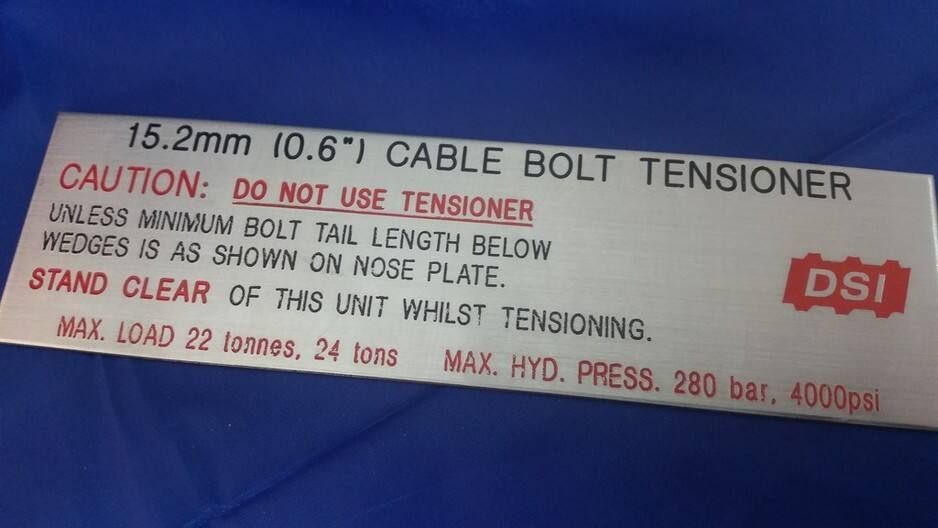 15.2mm (0.6") CABLE BOLT TENSIONER
CAUTION: DO NOT USE TENSIONER
UNLESS MINIMUM BOLT TAIL LENGTH BELOW
WEDGES IS AS SHOWN ON NOSE PLATE.
DSI
STAND CLEAR OF THIS UNIT WHILST TENSIONING.
MAX. LOAD 22 tonnes, 24 tons MAX. HYD. PRESS. 280 bar, 4000psi